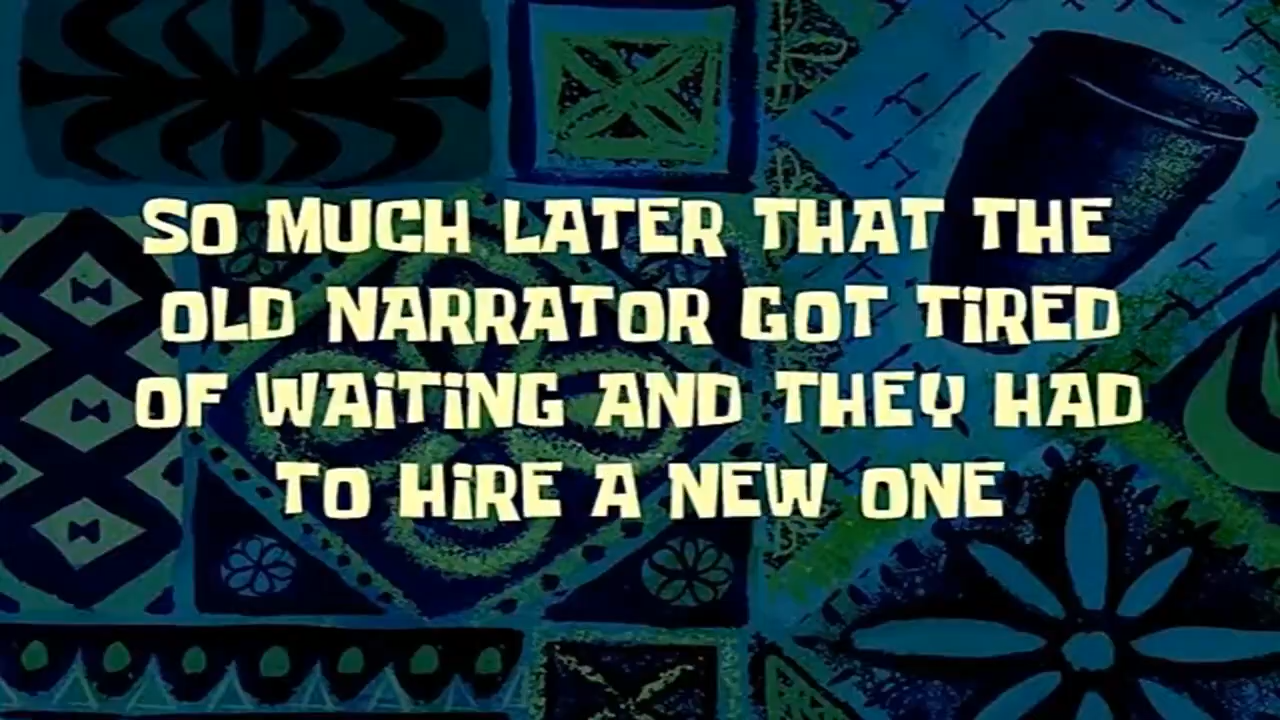 SO MUCH LATER THAT THE
OLD NARRATOR GOT TiRED
OF WAiTiNG AND THEY HAD
TO HiRE A NEW ONE